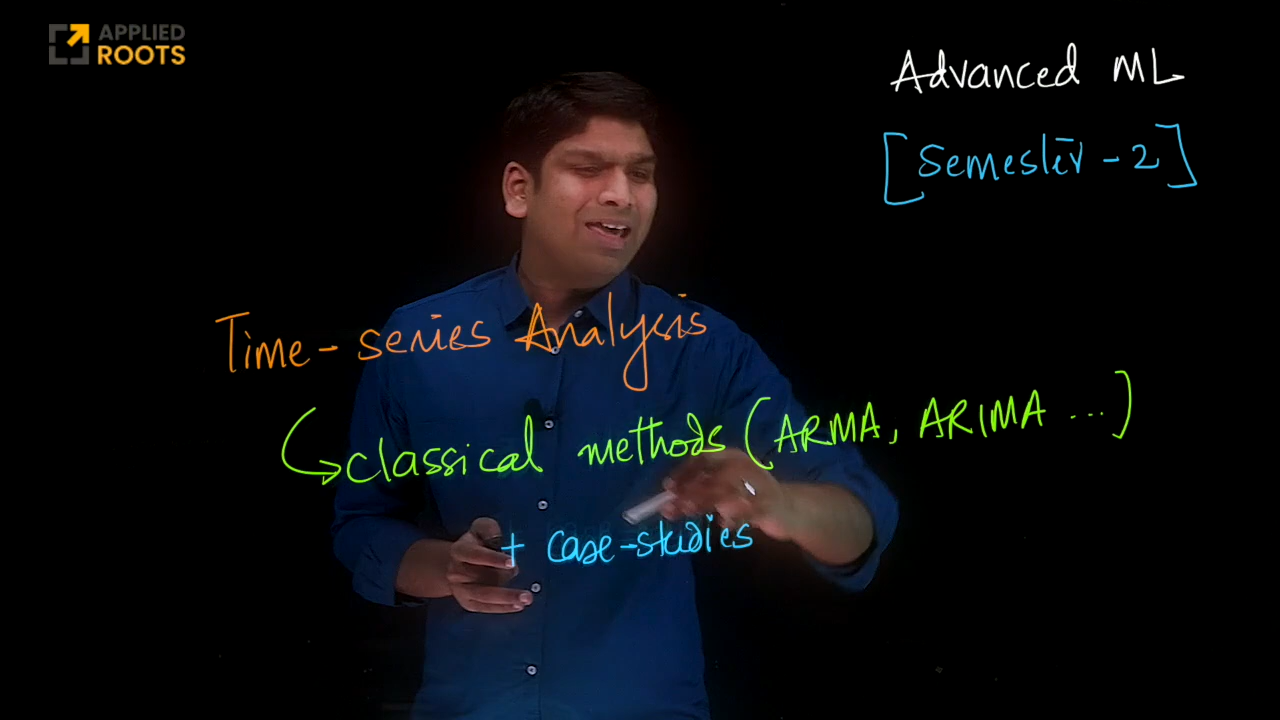 APPLIED
ROOTS
Advanced ML
[Semester - 2]
Time-series Analysis
classical methods (ARMA, ARIMA ...)
+ case-studies